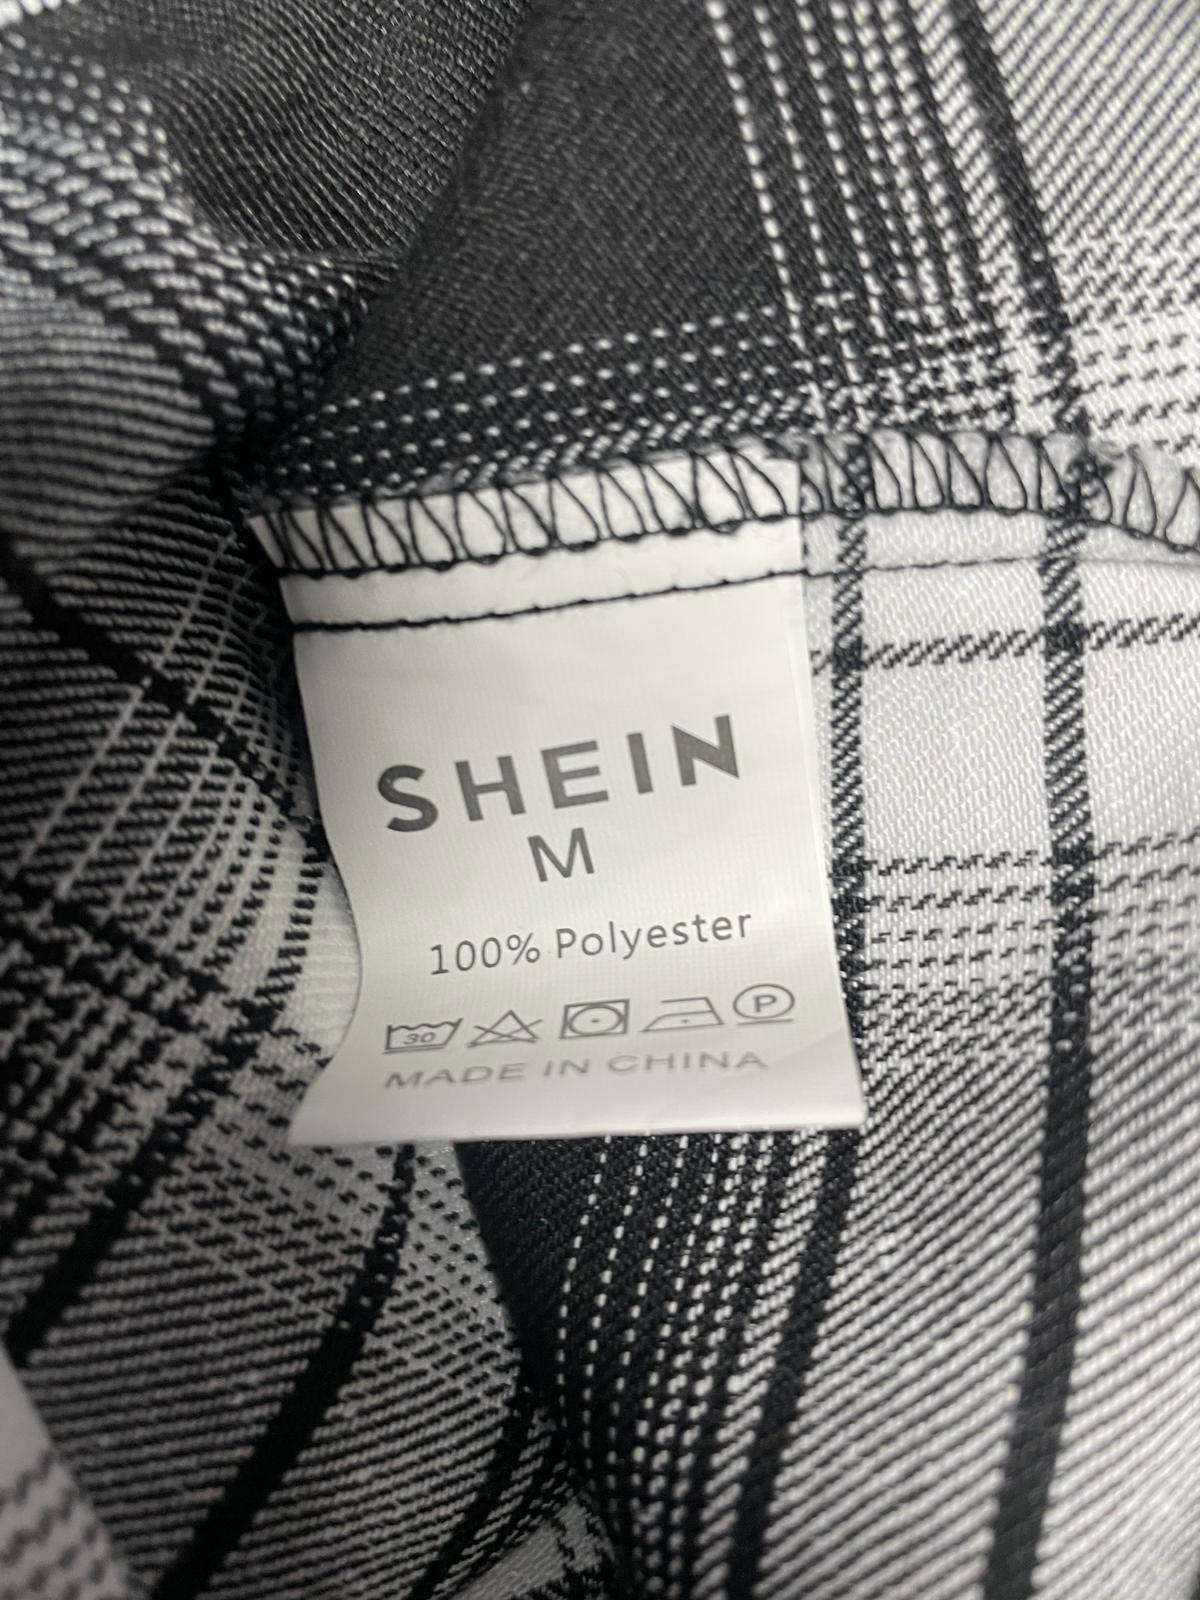 SHEIN
M
100% Polyester
30 P
MADE IN CHINA